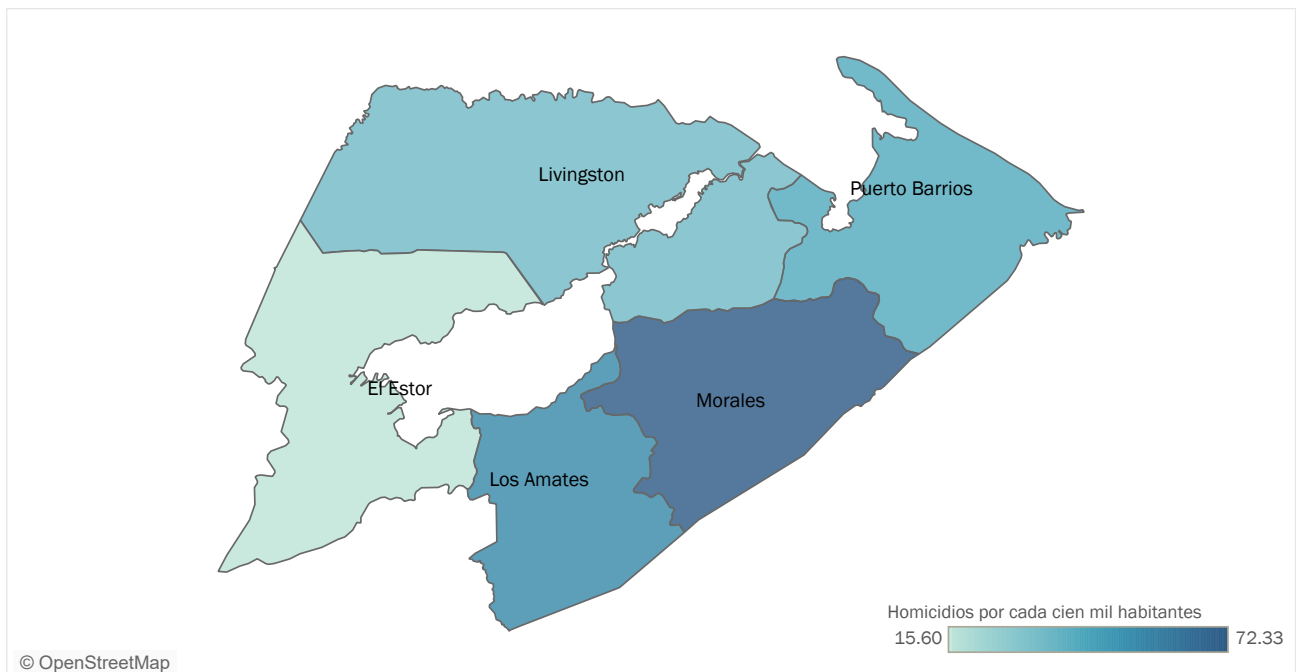 Livingston
Puerto Barrios
El Estor
Morales
Los Amates
Homicidios por cada cien mil habitantes
15.60 72.33
© OpenStreetMap